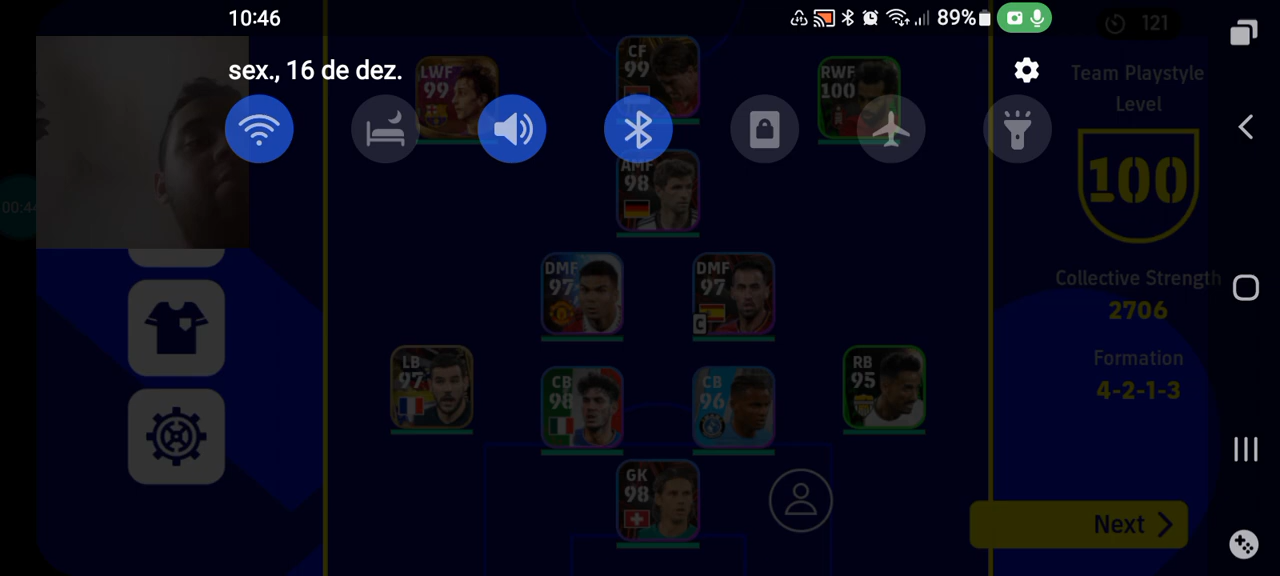 10:46
89%
121
sex., 16 de dez.
Team Playstyle
Level
100
Collective Strength
2706
Formation
4-2-1-3
Next
LWF
99
CF
99
RWF
100
AMF
98
DMF
97
DMF
97
C
LB
97
CB
98
CB
96
RB
95
GK
98